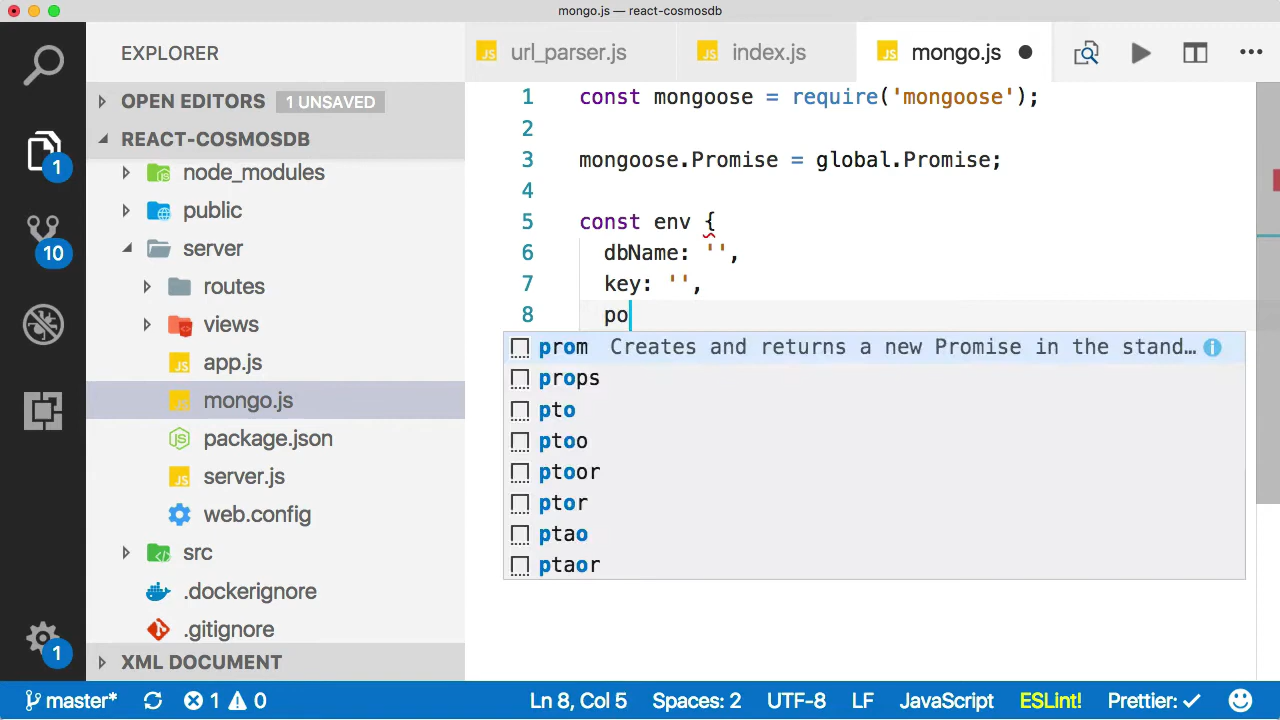 mongo.js — react-cosmosdb
EXPLORER
OPEN EDITORS 1 UNSAVED
REACT-COSMOSDB
node_modules
public
server
routes
views
app.js
mongo.js
package.json
server.js
web.config
src
.dockerignore
.gitignore
XML DOCUMENT
1
10
1
JS url_parser.js
JS index.js
JS mongo.js
1 const mongoose = require('mongoose');
2
3 mongoose.Promise = global.Promise;
4
5 const env {
6 dbName: '',
7 key: '',
8 po
prom Creates and returns a new Promise in the stand…
props
pto
ptoo
ptoor
ptor
ptao
ptaor
master* 1 0 Ln 8, Col 5 Spaces: 2 UTF-8 LF JavaScript ESLint! Prettier: ✓